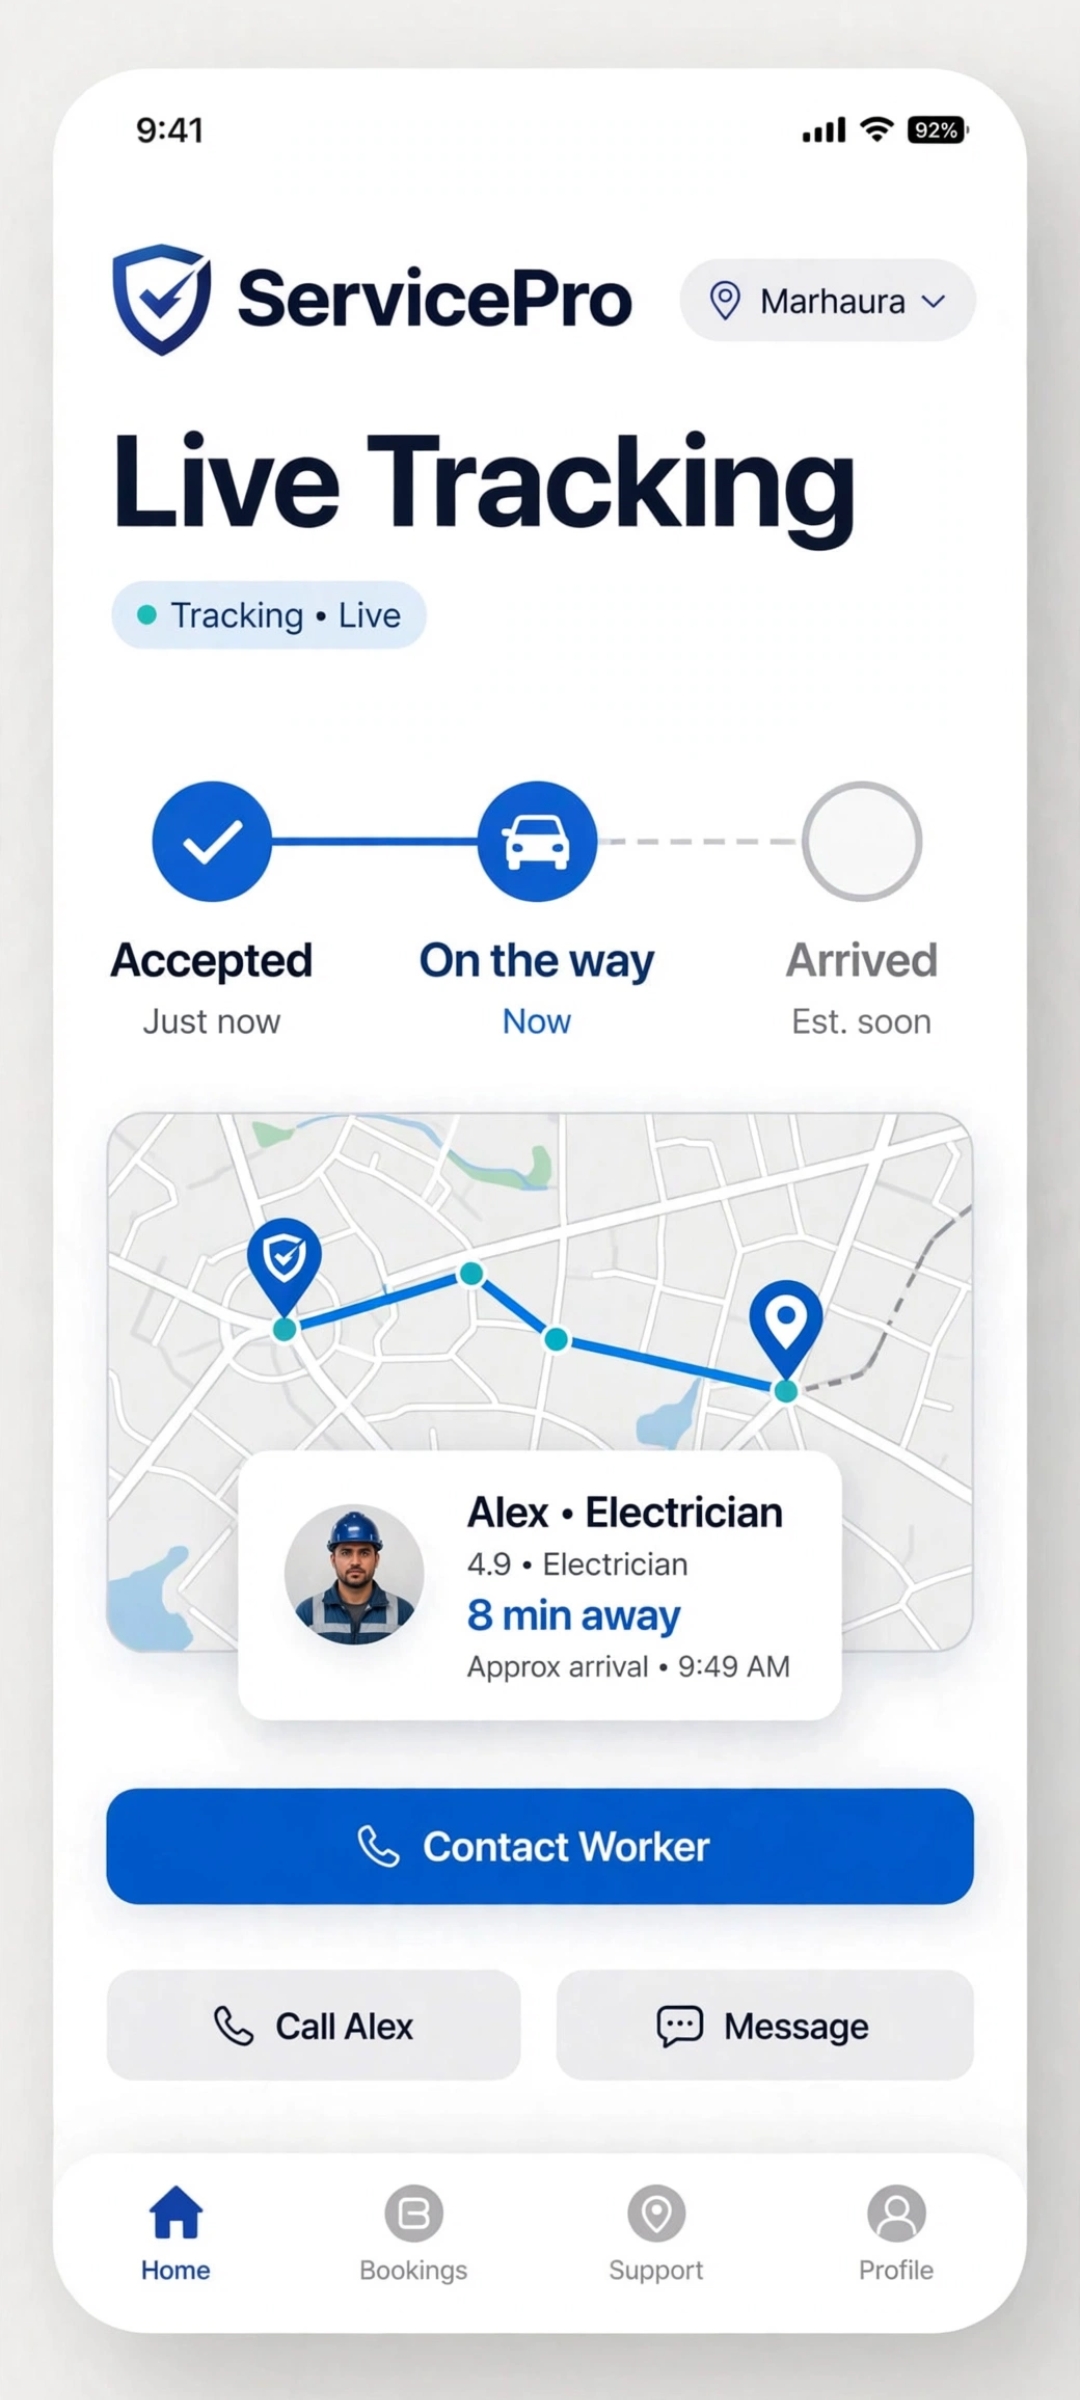 9:41 92%
ServicePro Marhaura
Live Tracking
Tracking • Live
Accepted On the way Arrived
Just now Now Est. soon
Alex • Electrician
4.9 • Electrician
8 min away
Approx arrival • 9:49 AM
Contact Worker
Call Alex Message
Home Bookings Support Profile